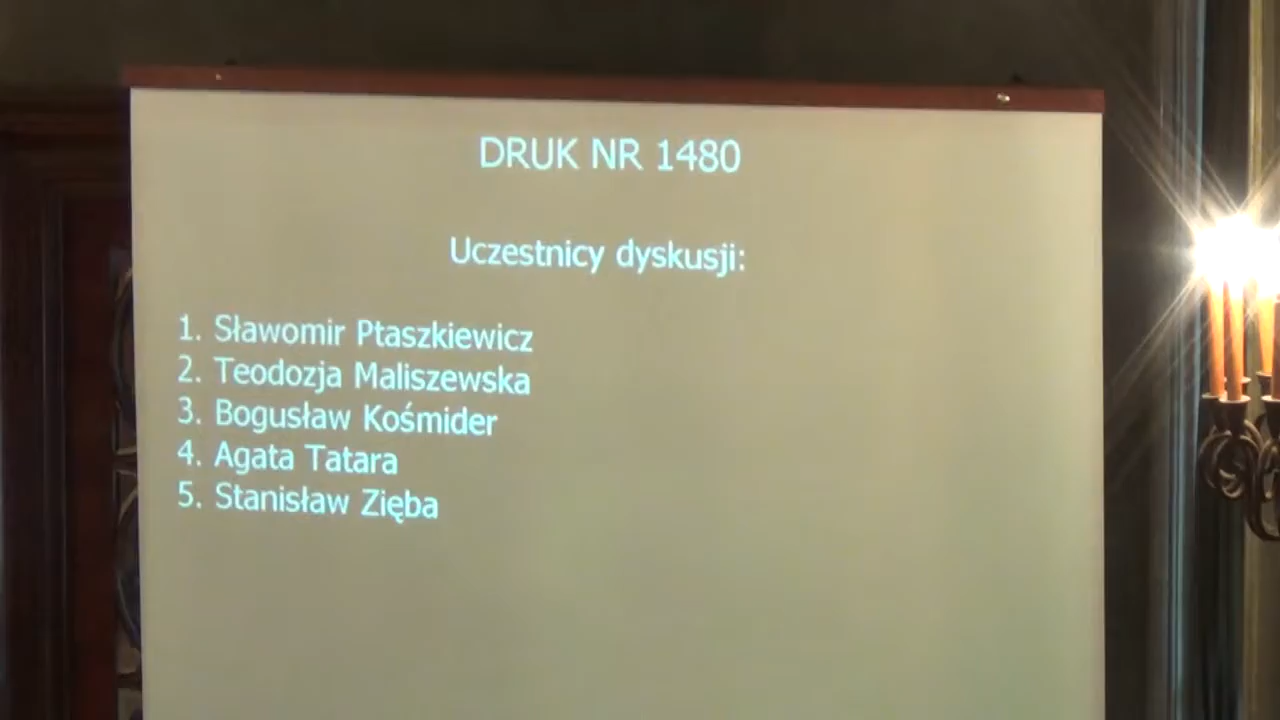 DRUK NR 1480
Uczestnicy dyskusji:
1. Sławomir Ptaszkiewicz
2. Teodozja Maliszewska
3. Bogusław Kośmider
4. Agata Tatara
5. Stanisław Zięba